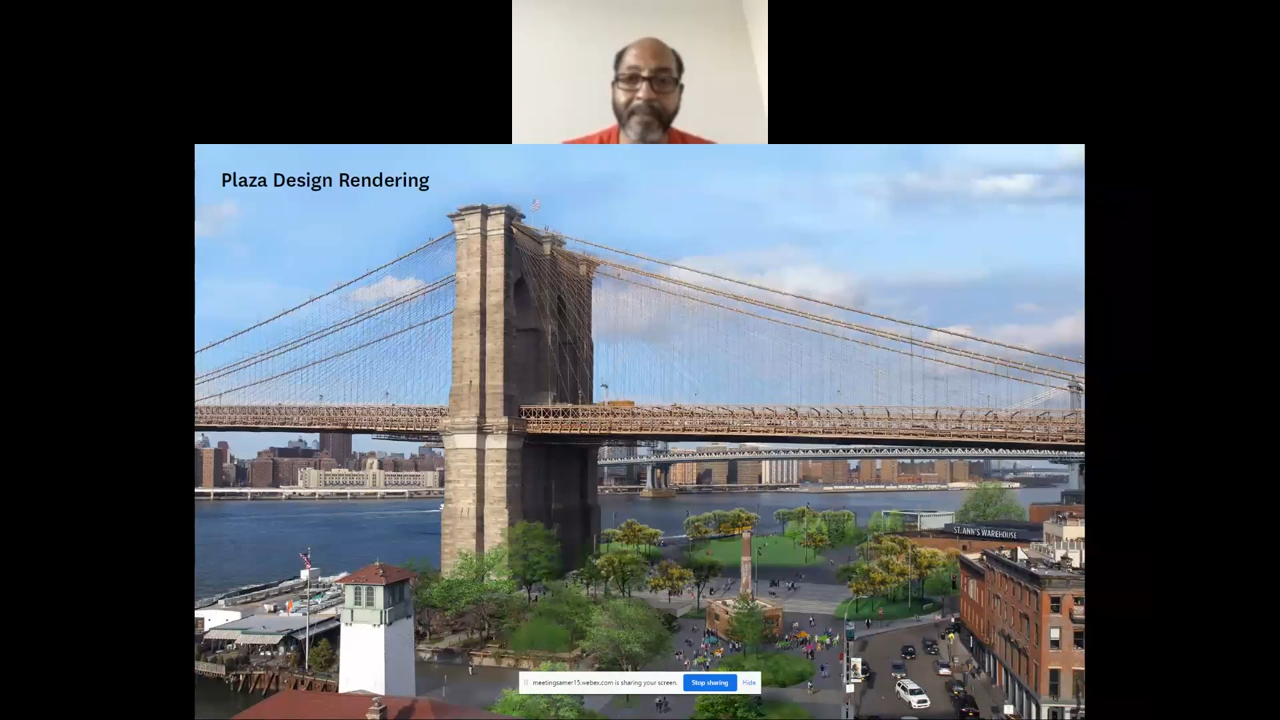 Plaza Design Rendering
ST. ANN'S WAREHOUSE
meetingsamer15.webex.com is sharing your screen.
Stop sharing
Hide